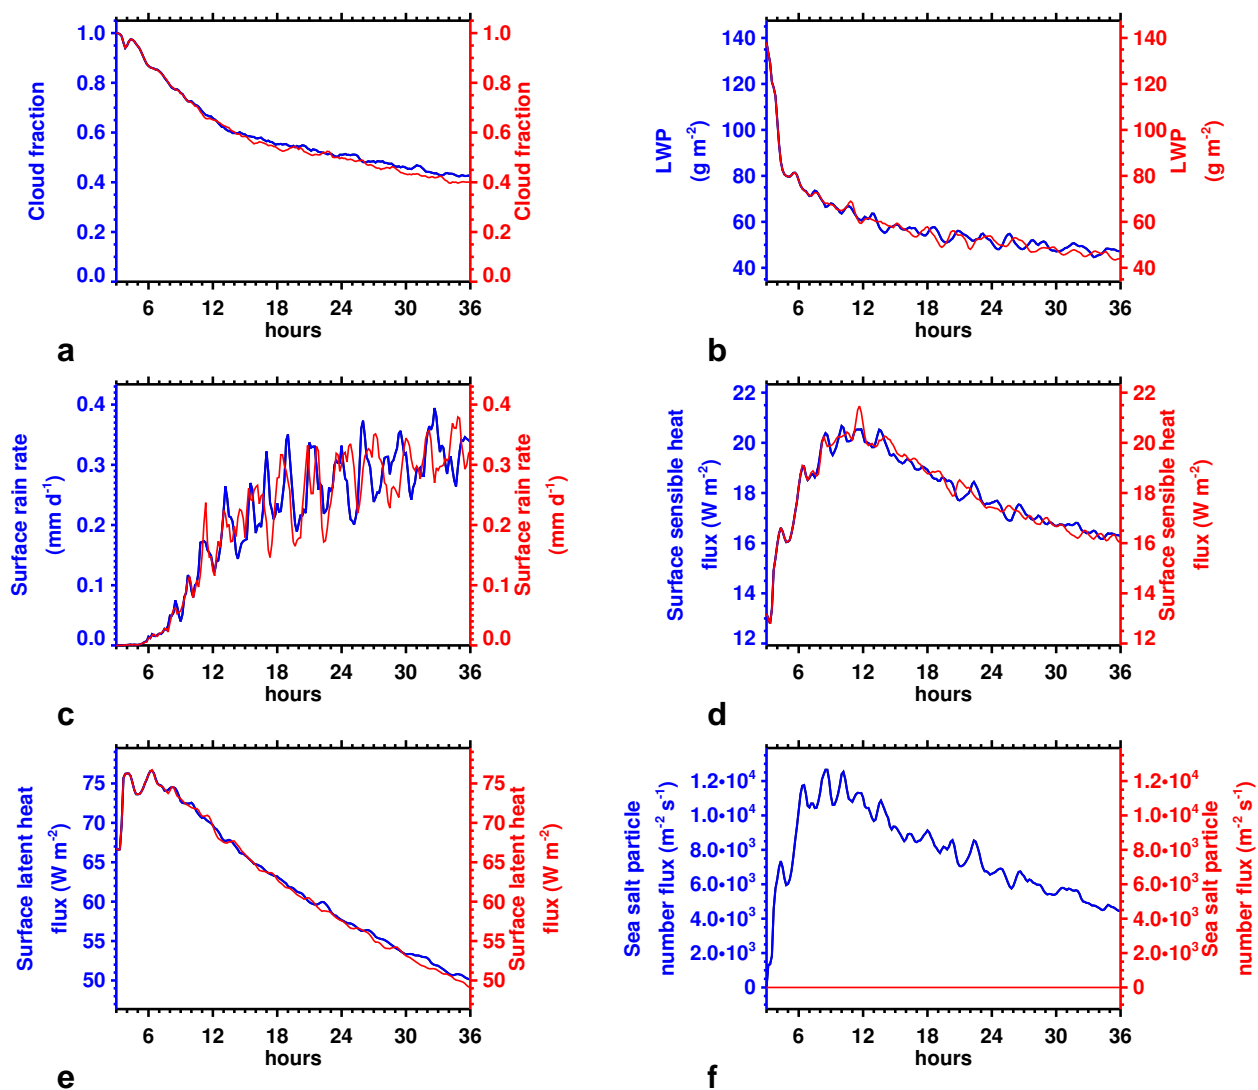 1.0
0.8
0.6
0.4
0.2
0.0
Cloud fraction
6 12 18 24 30 36
hours
1.0
0.8
0.6
0.4
0.2
0.0
Cloud fraction
a
140
120
100
80
60
40
LWP
(g m⁻²)
6 12 18 24 30 36
hours
140
120
100
80
60
40
LWP
(g m⁻²)
b
0.4
0.3
0.2
0.1
0.0
Surface rain rate
(mm d⁻¹)
6 12 18 24 30 36
hours
0.4
0.3
0.2
0.1
0.0
Surface rain rate
(mm d⁻¹)
c
22
20
18
16
14
12
Surface sensible heat
flux (W m⁻²)
6 12 18 24 30 36
hours
22
20
18
16
14
12
Surface sensible heat
flux (W m⁻²)
d
75
70
65
60
55
50
Surface latent heat
flux (W m⁻²)
6 12 18 24 30 36
hours
75
70
65
60
55
50
Surface latent heat
flux (W m⁻²)
e
1.2•10⁴
1.0•10⁴
8.0•10³
6.0•10³
4.0•10³
2.0•10³
0
Sea salt particle
number flux (m⁻² s⁻¹)
6 12 18 24 30 36
hours
1.2•10⁴
1.0•10⁴
8.0•10³
6.0•10³
4.0•10³
2.0•10³
0
Sea salt particle
number flux (m⁻² s⁻¹)
f